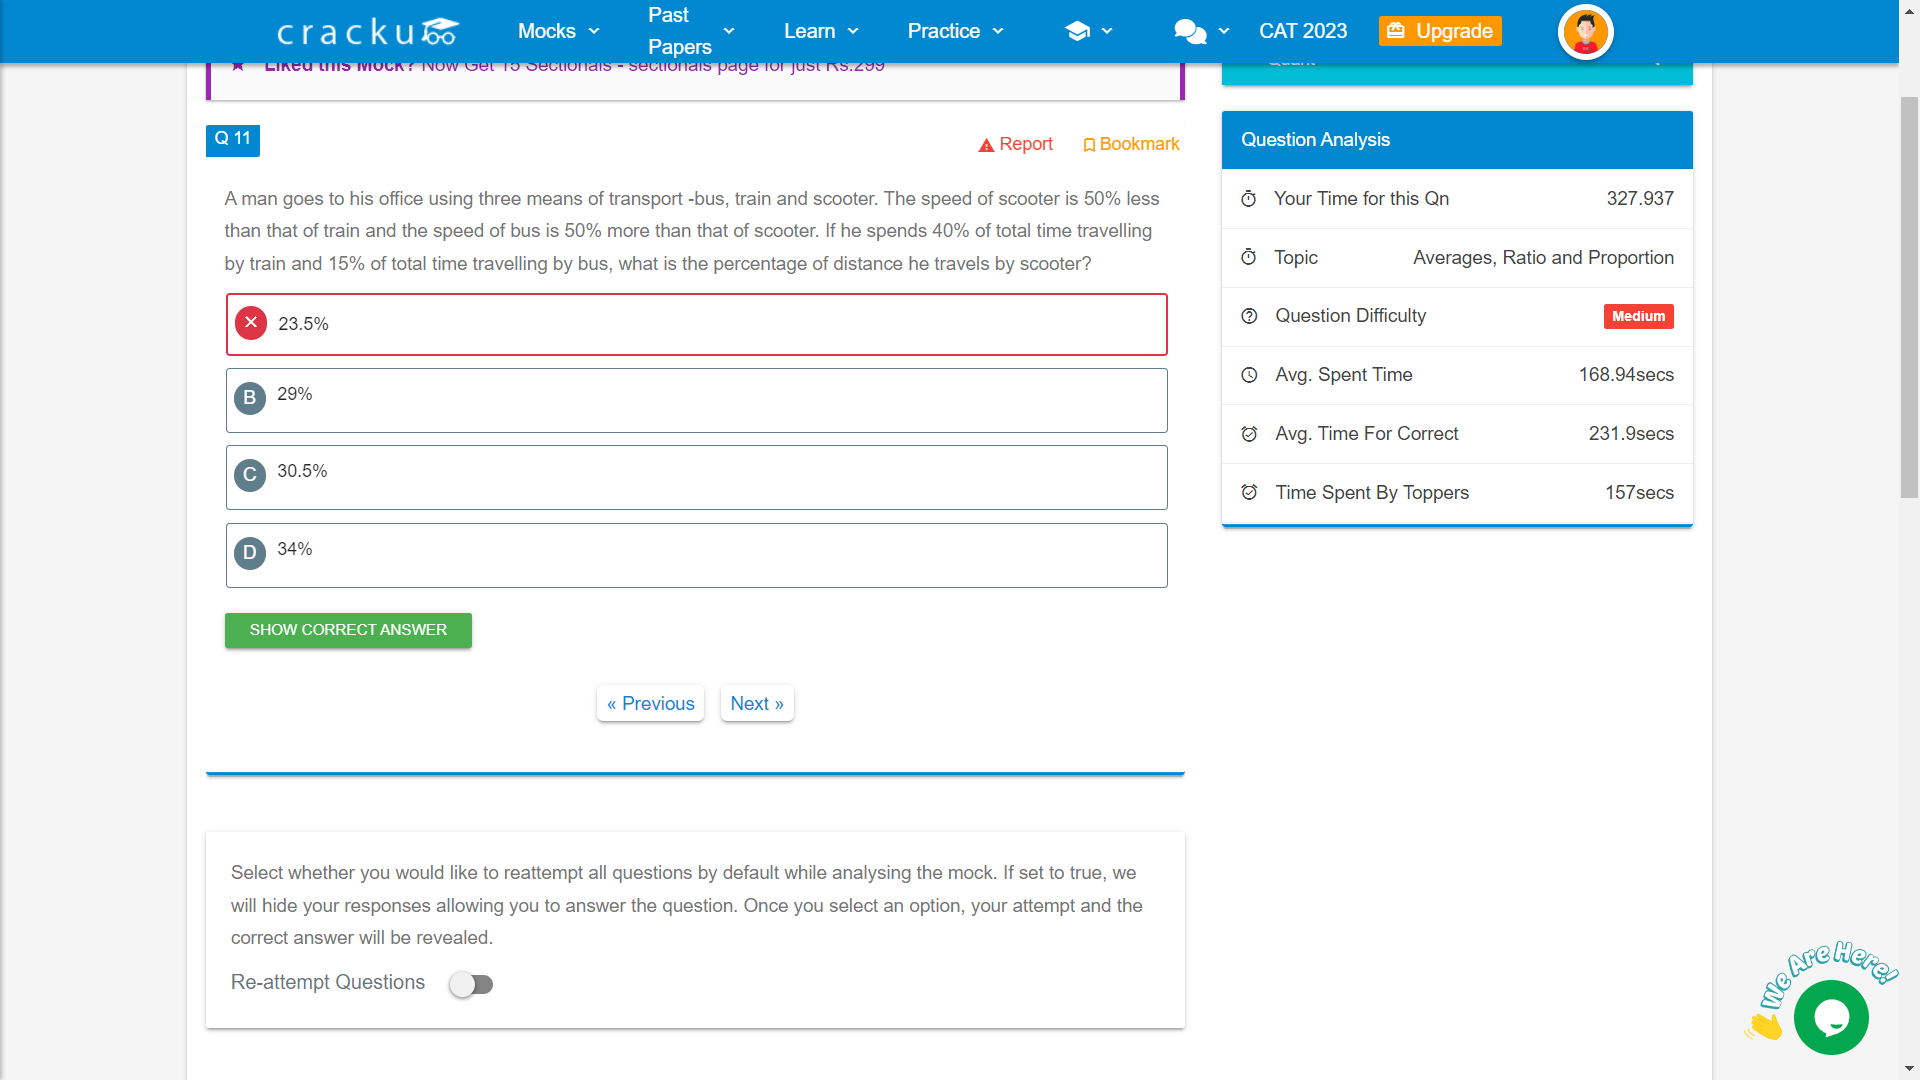 cracku
Mocks
Past
Papers
Learn
Practice
CAT 2023
Upgrade
Liked this Mock? Now Get 15 Sectionals - sectionals page for just Rs.299
Quant
Q 11
Report
Bookmark
A man goes to his office using three means of transport -bus, train and scooter. The speed of scooter is 50% less
than that of train and the speed of bus is 50% more than that of scooter. If he spends 40% of total time travelling
by train and 15% of total time travelling by bus, what is the percentage of distance he travels by scooter?
23.5%
B 29%
C 30.5%
D 34%
SHOW CORRECT ANSWER
« Previous
Next »
Question Analysis
Your Time for this Qn 327.937
Topic Averages, Ratio and Proportion
Question Difficulty Medium
Avg. Spent Time 168.94secs
Avg. Time For Correct 231.9secs
Time Spent By Toppers 157secs
Select whether you would like to reattempt all questions by default while analysing the mock. If set to true, we
will hide your responses allowing you to answer the question. Once you select an option, your attempt and the
correct answer will be revealed.
Re-attempt Questions
We Are Here!